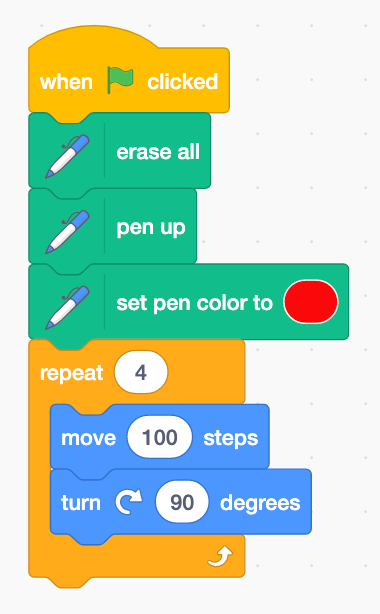 when clicked
erase all
pen up
set pen color to
repeat 4
move 100 steps
turn 90 degrees